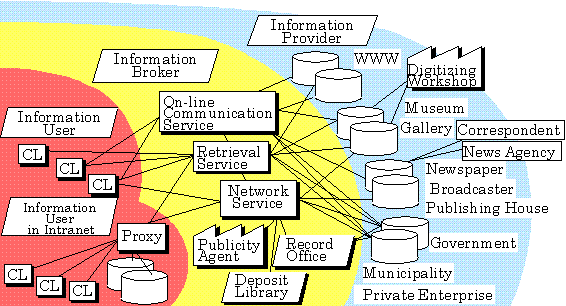 Information
Provider
WWW
Information
Broker
Digitizing
Workshop
On-line
Communication
Service
Museum
Gallery
Information
User
Correspondent
News Agency
CL
CL
CL
Retrieval
Service
Newspaper
Broadcaster
Publishing House
Network
Service
Information
User
in Intranet
Proxy
Publicity
Agent
Record
Office
Government
CL
CL
CL
Deposit
Library
Municipality
Private Enterprise